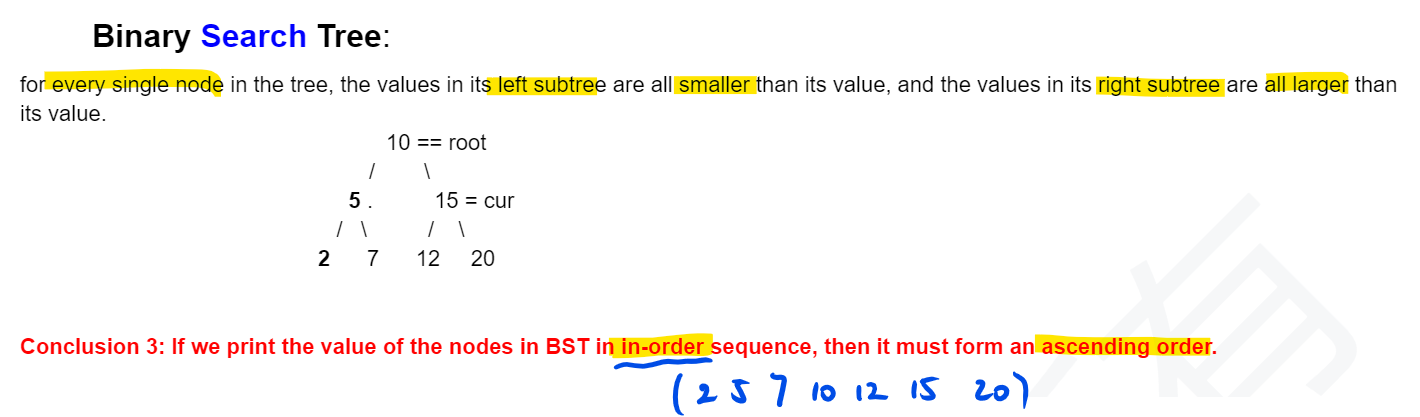 Binary Search Tree:
for every single node in the tree, the values in its left subtree are all smaller than its value, and the values in its right subtree are all larger than
its value.
10 == root
/ \
5 . 15 = cur
/ \ / \
2 7 12 20
Conclusion 3: If we print the value of the nodes in BST in in-order sequence, then it must form an ascending order.
(2 5 7 10 12 15 20)